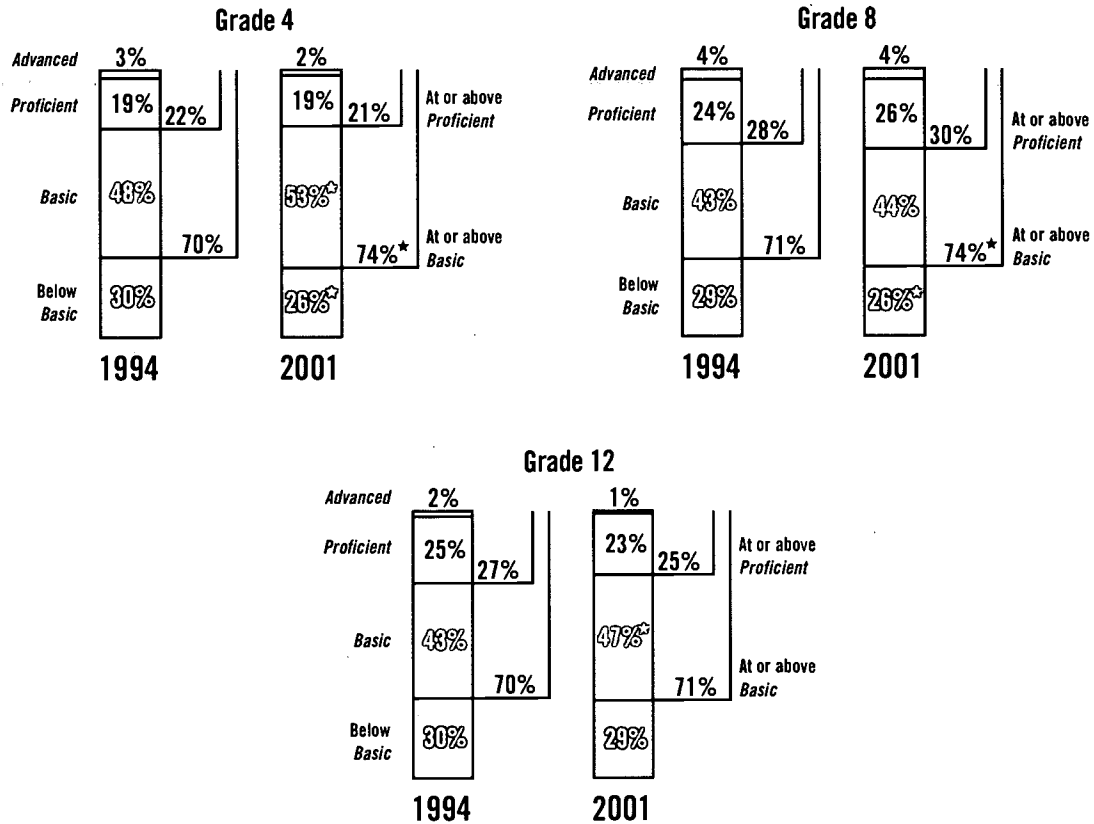 Grade 4
Advanced 3% 2%
Proficient 19% 22% 19% 21% At or above
Proficient
Basic 48% 53%★
70% 74%★ At or above
Basic
Below
Basic 30% 26%★
1994 2001
Grade 8
Advanced 4% 4%
Proficient 24% 28% 26% 30% At or above
Proficient
Basic 43% 44%
71% 74%★ At or above
Basic
Below
Basic 29% 26%★
1994 2001
Grade 12
Advanced 2% 1%
Proficient 25% 27% 23% 25% At or above
Proficient
Basic 43% 47%★
70% 71% At or above
Basic
Below
Basic 30% 29%
1994 2001